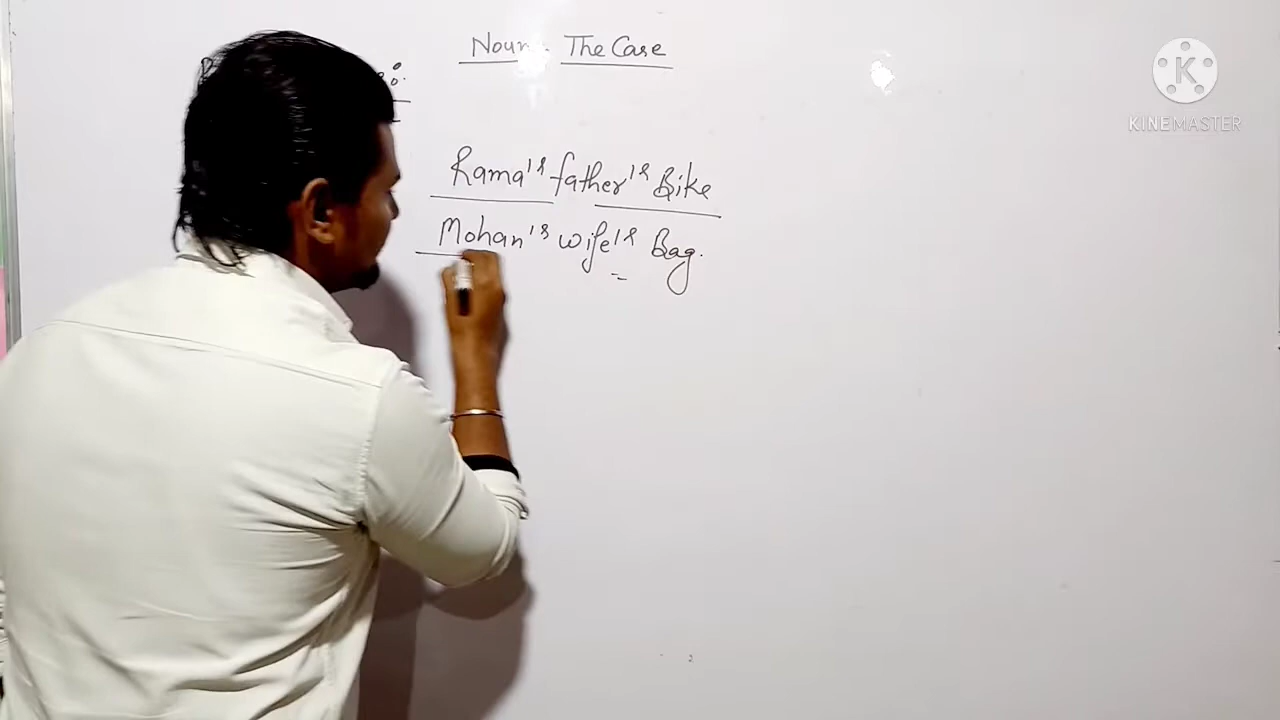 Noun - The Case
KINEMASTER
Rama's father's Bike
Mohan's wife's Bag.